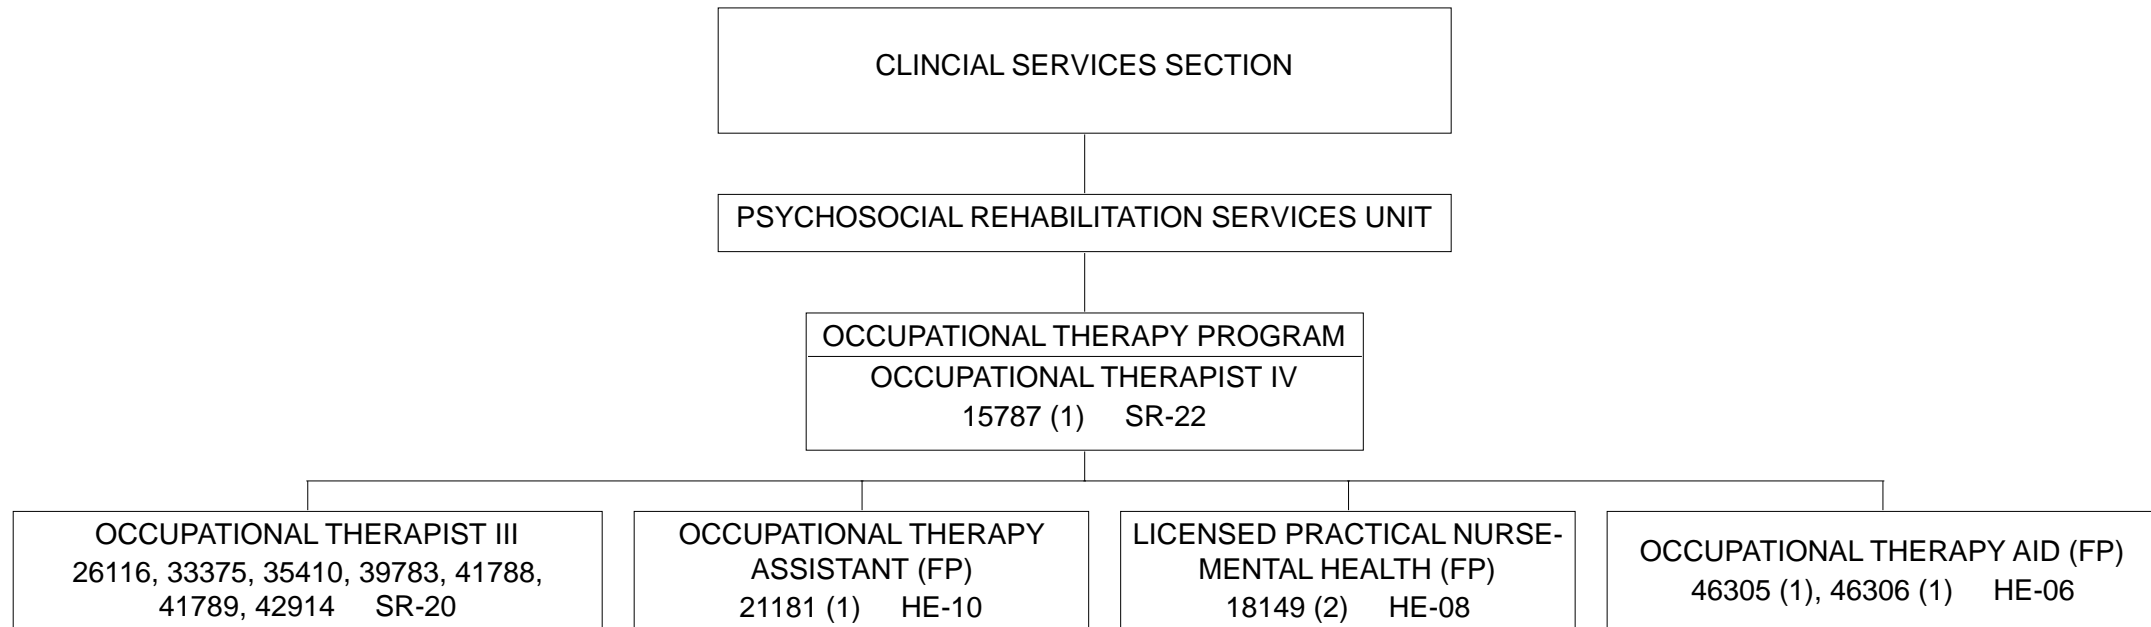 CLINCIAL SERVICES SECTION
PSYCHOSOCIAL REHABILITATION SERVICES UNIT
OCCUPATIONAL THERAPY PROGRAM
OCCUPATIONAL THERAPIST IV
15787 (1) SR-22
OCCUPATIONAL THERAPIST III
26116, 33375, 35410, 39783, 41788,
41789, 42914 SR-20
OCCUPATIONAL THERAPY
ASSISTANT (FP)
21181 (1) HE-10
LICENSED PRACTICAL NURSE-
MENTAL HEALTH (FP)
18149 (2) HE-08
OCCUPATIONAL THERAPY AID (FP)
46305 (1), 46306 (1) HE-06